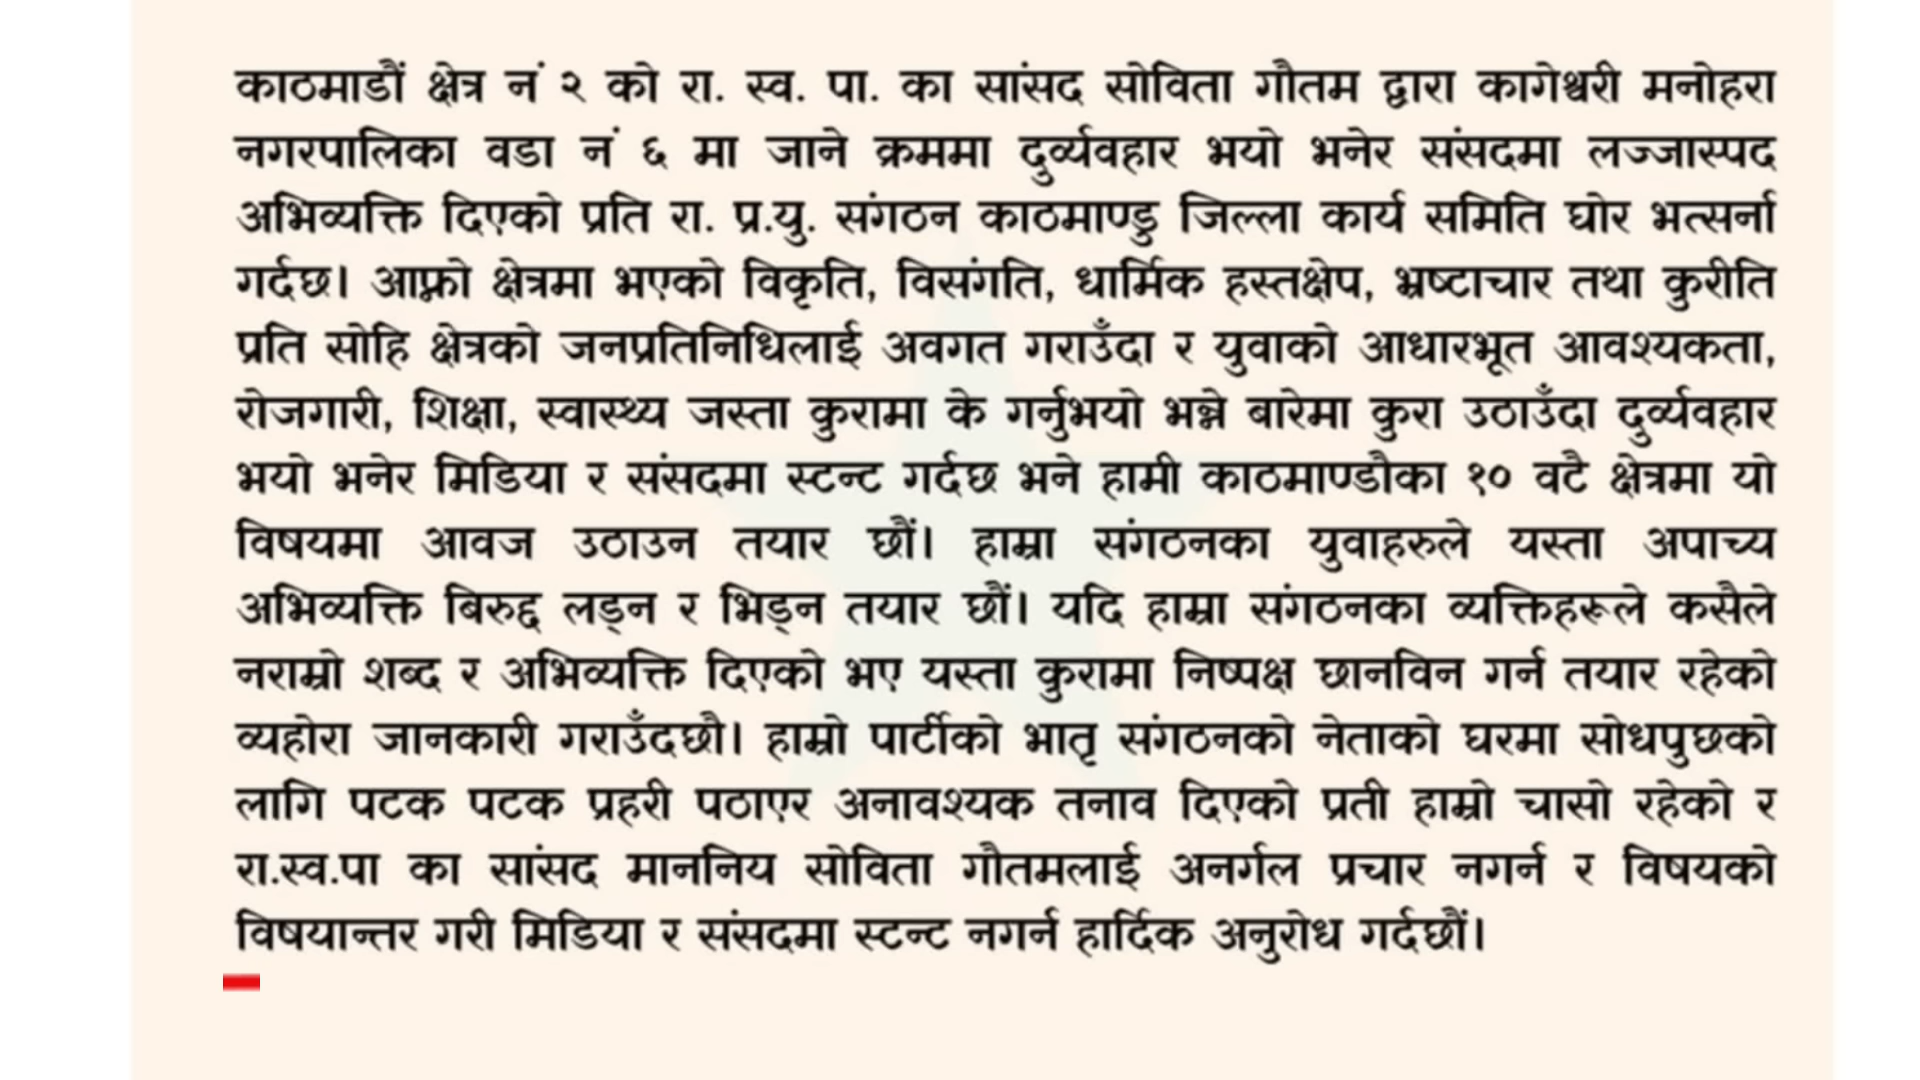 काठमाडौं क्षेत्र नं २ को रा. स्व. पा. का सांसद सोविता गौतम द्वारा कागेश्वरी मनोहरा
नगरपालिका वडा नं ६ मा जाने क्रममा दुर्व्यवहार भयो भनेर संसदमा लज्जास्पद
अभिव्यक्ति दिएको प्रति रा. प्र.यु. संगठन काठमाण्डु जिल्ला कार्य समिति घोर भत्सर्ना
गर्दछ। आफ्नो क्षेत्रमा भएको विकृति, विसंगति, धार्मिक हस्तक्षेप, भ्रष्टाचार तथा कुरीति
प्रति सोहि क्षेत्रको जनप्रतिनिधिलाई अवगत गराउँदा र युवाको आधारभूत आवश्यकता,
रोजगारी, शिक्षा, स्वास्थ्य जस्ता कुरामा के गर्नुभयो भन्ने बारेमा कुरा उठाउँदा दुर्व्यवहार
भयो भनेर मिडिया र संसदमा स्टन्ट गर्दछ भने हामी काठमाण्डौका १० वटै क्षेत्रमा यो
विषयमा आवज उठाउन तयार छौं। हाम्रा संगठनका युवाहरुले यस्ता अपाच्य
अभिव्यक्ति बिरुद्द लड्न र भिड्न तयार छौं। यदि हाम्रा संगठनका व्यक्तिहरूले कसैले
नराम्रो शब्द र अभिव्यक्ति दिएको भए यस्ता कुरामा निष्पक्ष छानविन गर्न तयार रहेको
व्यहोरा जानकारी गराउँदछौ। हाम्रो पार्टीको भातृ संगठनको नेताको घरमा सोधपुछको
लागि पटक पटक प्रहरी पठाएर अनावश्यक तनाव दिएको प्रती हाम्रो चासो रहेको र
रा.स्व.पा का सांसद माननिय सोविता गौतमलाई अनर्गल प्रचार नगर्न र विषयको
विषयान्तर गरी मिडिया र संसदमा स्टन्ट नगर्न हार्दिक अनुरोध गर्दछौं।